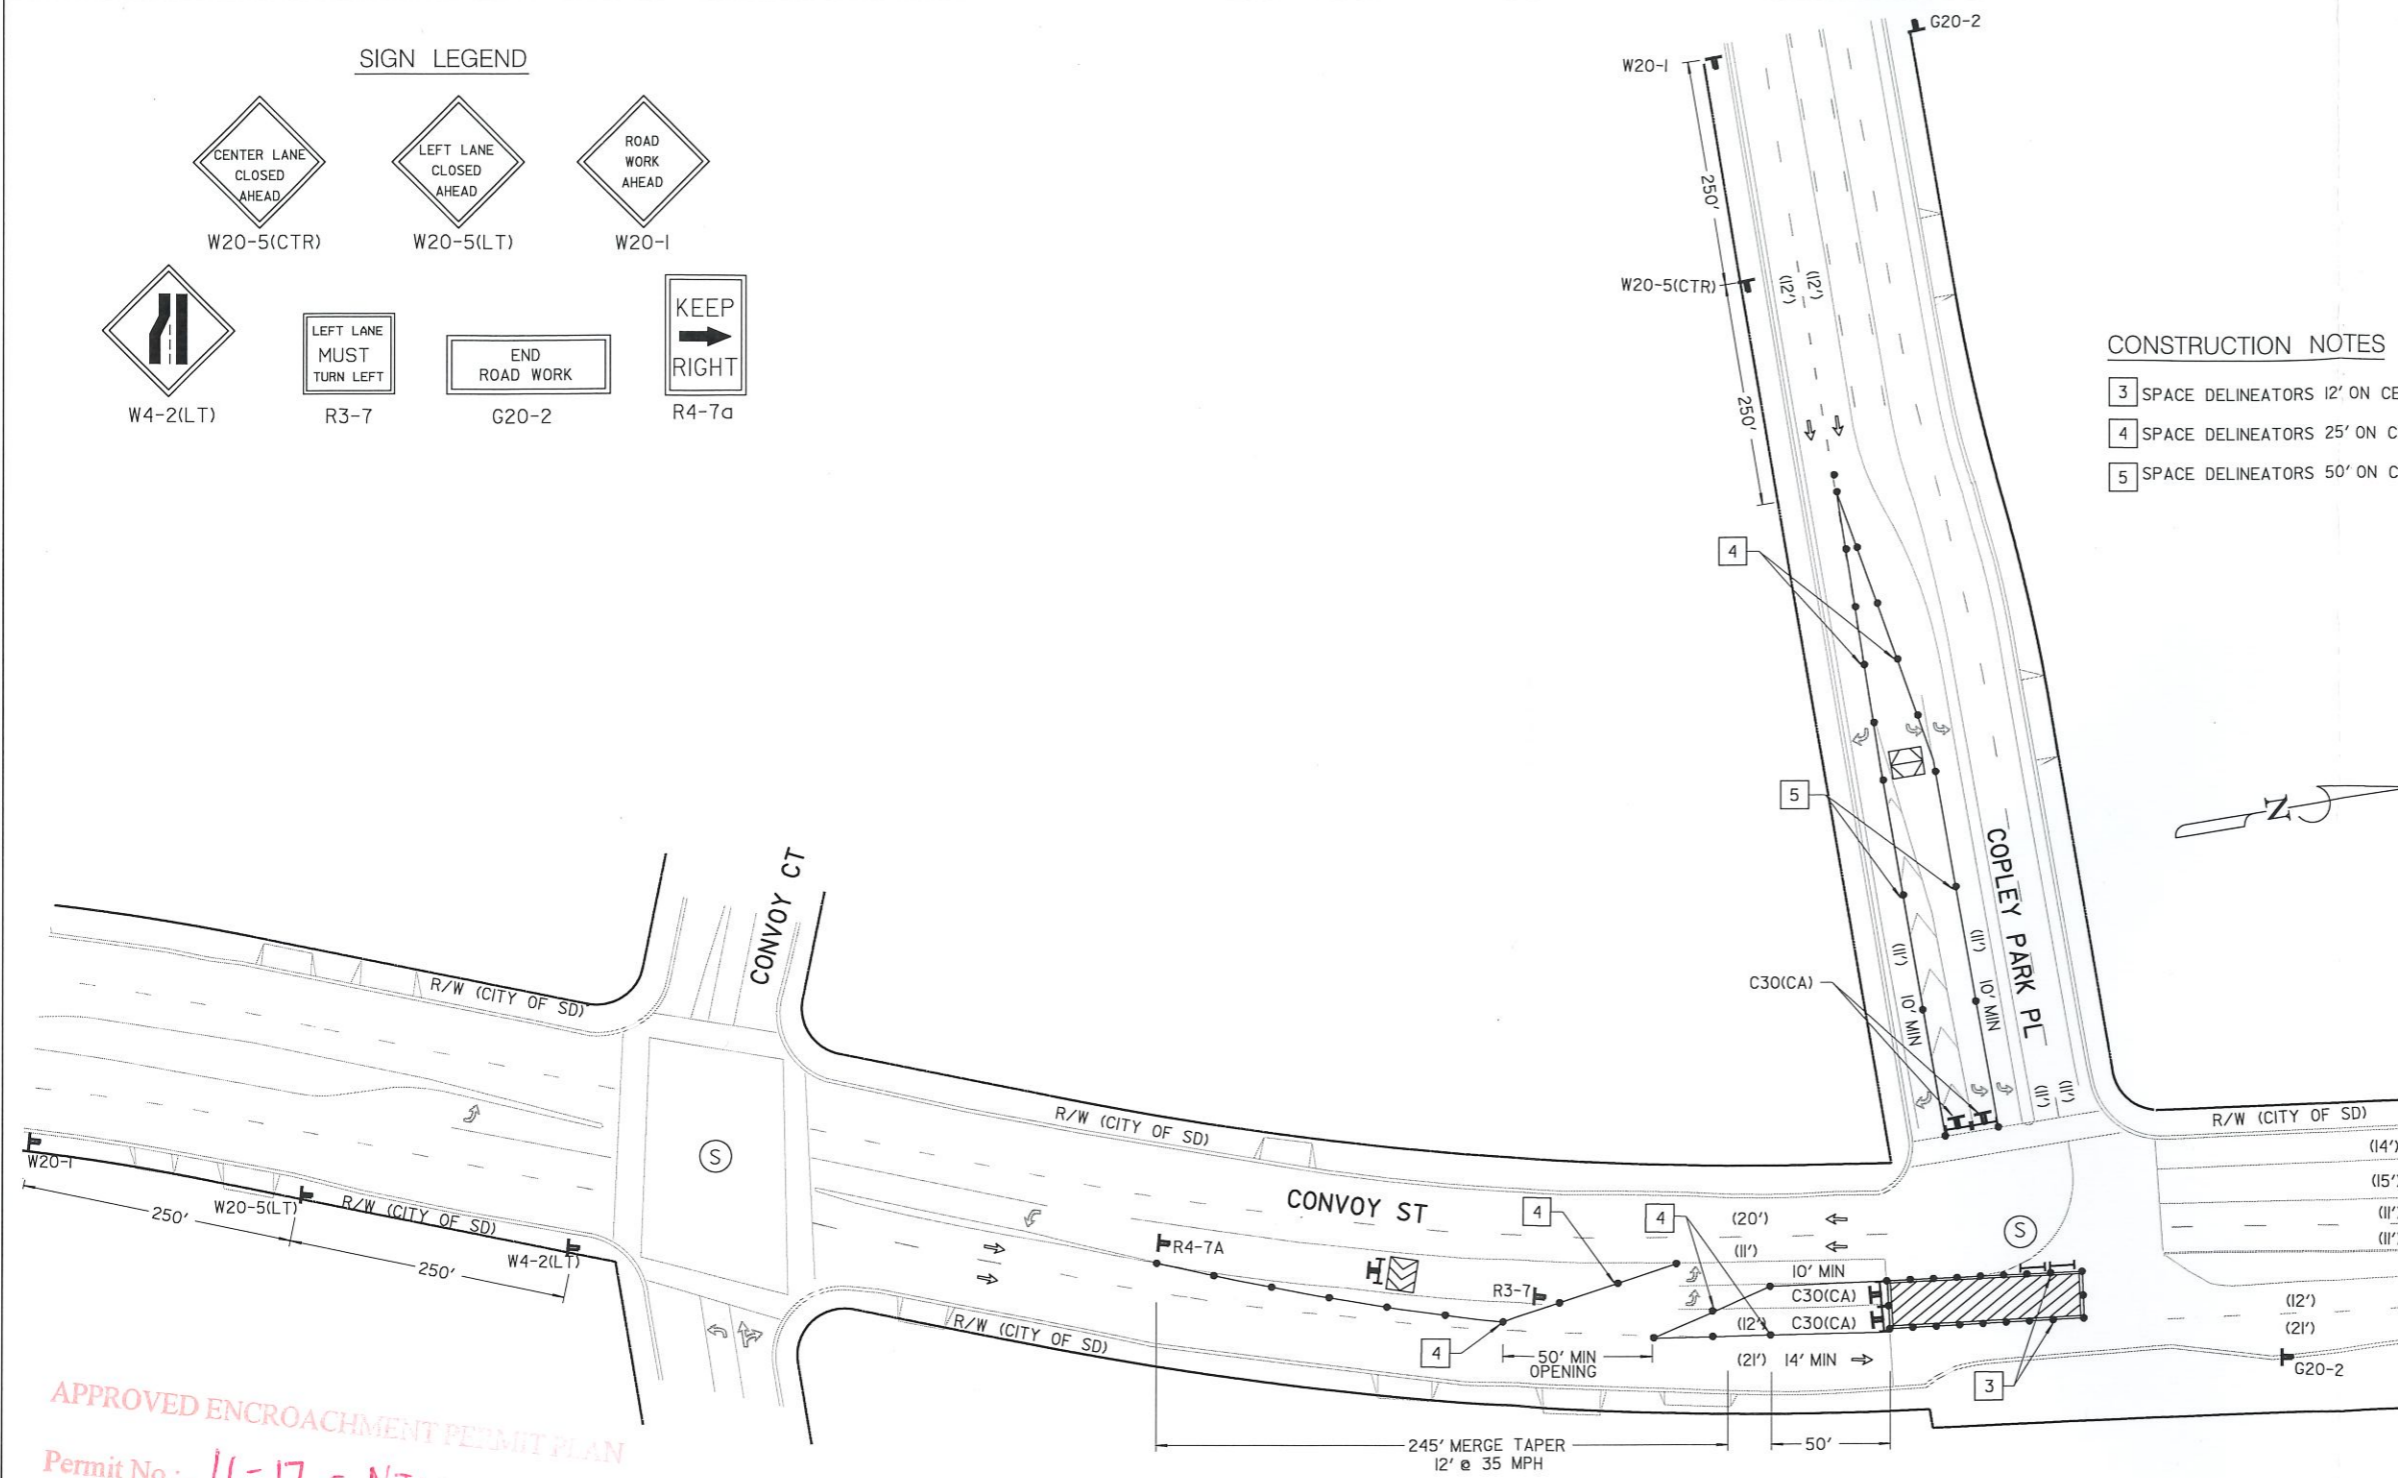 SIGN LEGEND
CENTER LANE
CLOSED
AHEAD
W20-5(CTR)
LEFT LANE
CLOSED
AHEAD
W20-5(LT)
ROAD
WORK
AHEAD
W20-1
W4-2(LT)
LEFT LANE
MUST
TURN LEFT
R3-7
END
ROAD WORK
G20-2
KEEP
RIGHT
R4-7a
G20-2
W20-1
250'
W20-5(CTR)
(12')
(12')
250'
CONSTRUCTION NOTES
3 SPACE DELINEATORS 12' ON
4 SPACE DELINEATORS 25' ON
5 SPACE DELINEATORS 50' ON
4
5
N
COPLEY PARK PL
(11')
10' MIN
(11')
10' MIN
C30(CA)
(11')
(11')
CONVOY CT
R/W (CITY OF SD)
S
R/W (CITY OF SD)
R/W (CITY OF SD)
(14')
(15'
(11'
(11'
W20-1
250'
W20-5(LT)
R/W (CITY OF SD)
250'
W4-2(LT)
CONVOY ST
R4-7A
4
4
R3-7
(20')
(11')
10' MIN
C30(CA)
(12')
C30(CA)
(21') 14' MIN
S
(12')
(21')
G20-2
3
R/W (CITY OF SD)
4
50' MIN
OPENING
245' MERGE TAPER
12' @ 35 MPH
50'
APPROVED ENCROACHMENT PERMIT PLAN
Permit No.: